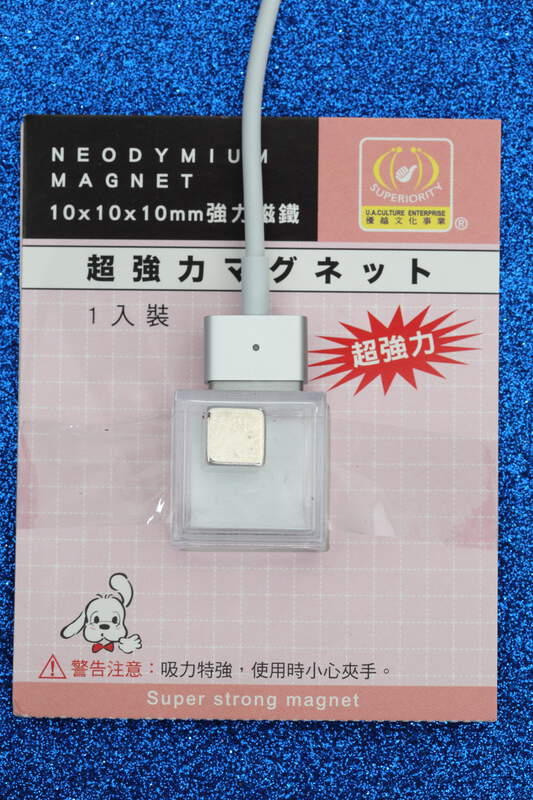 NEODYMIUM
MAGNET
10x10x10mm強力磁鐵
SUPERIORITY
U.A.CULTURE ENTERPRISE
優越文化事業
®
超強力マグネット
1入裝
超強力
警告注意：吸力特強，使用時小心夾手。
Super strong magnet